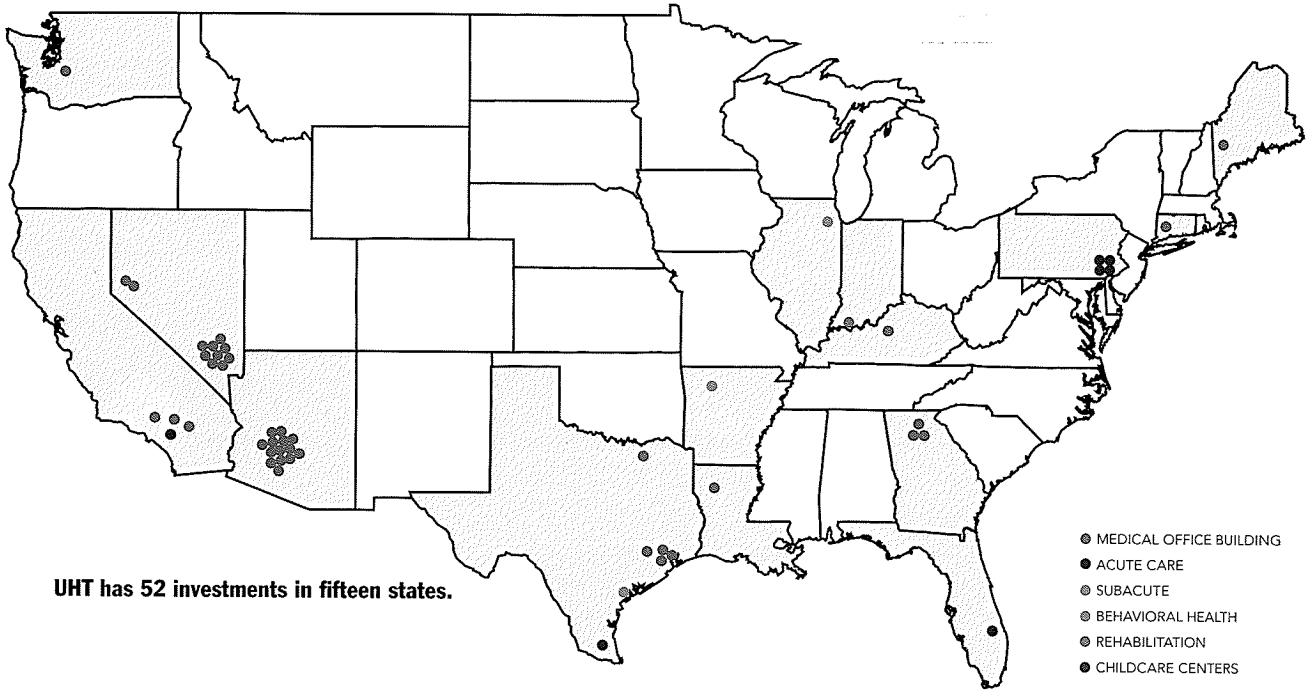 MEDICAL OFFICE BUILDING
ACUTE CARE
SUBACUTE
BEHAVIORAL HEALTH
REHABILITATION
CHILDCARE CENTERS
UHT has 52 investments in fifteen states.